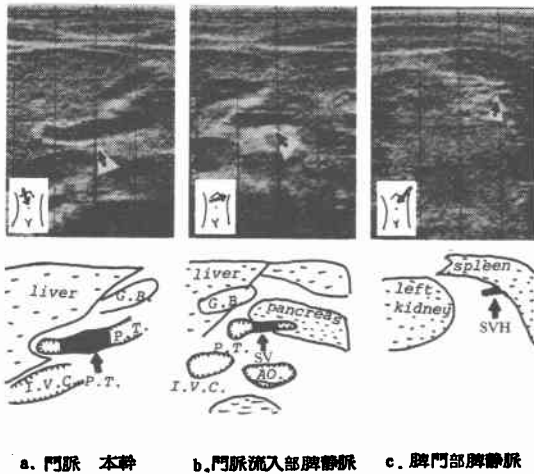 liver
G.B.
P.T.
I.V.C.
P.T.
liver
G.B.
pancreas
P.T.
SV
I.V.C.
AO.
spleen
left
kidney
SVH
a. 門脈 本幹
b. 門脈流入部脾静脈
c. 脾門部脾静脈